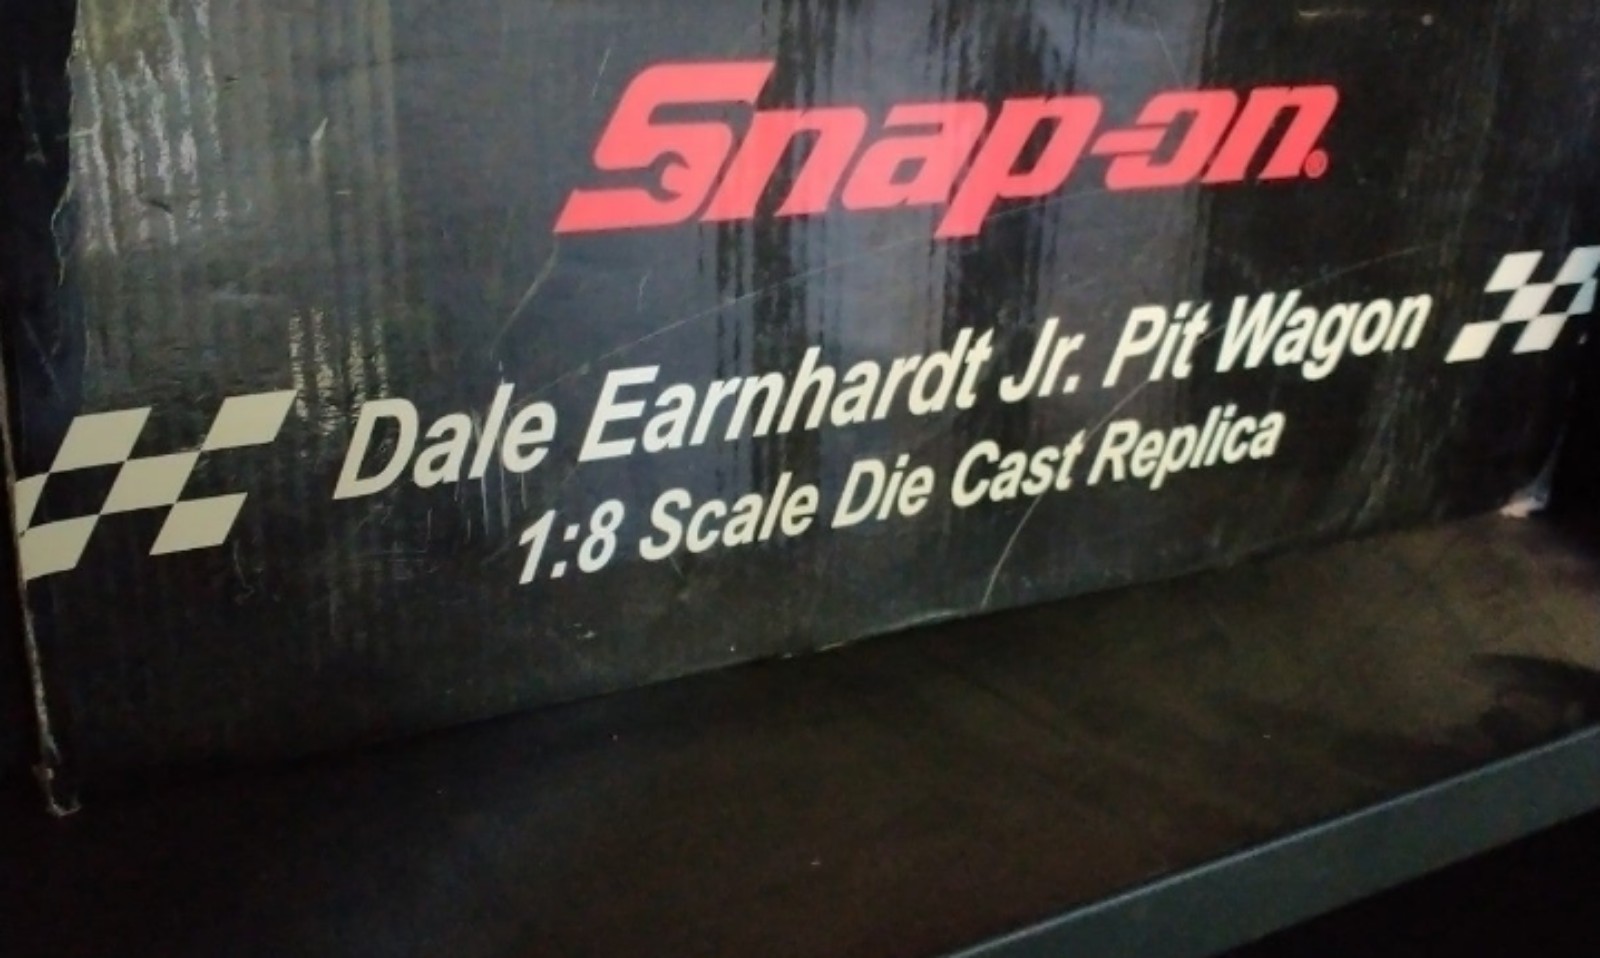 Snap-on®
Dale Earnhardt Jr. Pit Wagon
1:8 Scale Die Cast Replica